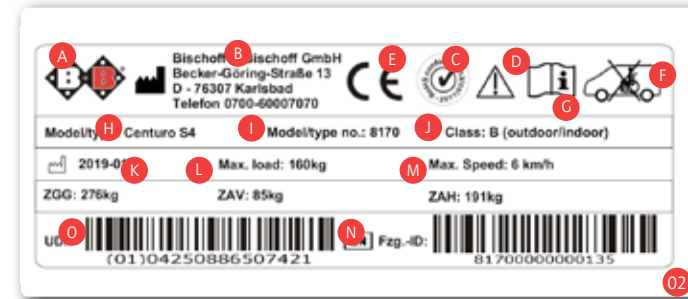 A B B
Bischoff Bischoff GmbH
Becker-Göring-Straße 13
D - 76307 Karlsbad
Telefon 0700-60007070
B E CE C D G F
H Centuro S4 I Model/type no.: 8170 J Class: B (outdoor/indoor)
K L Max. load: 160kg M Max. Speed: 6 km/h
ZGG: 276kg ZAV: 85kg ZAH: 191kg
O N Fzg.-ID:
(01)04250886507421 81700000000135
02